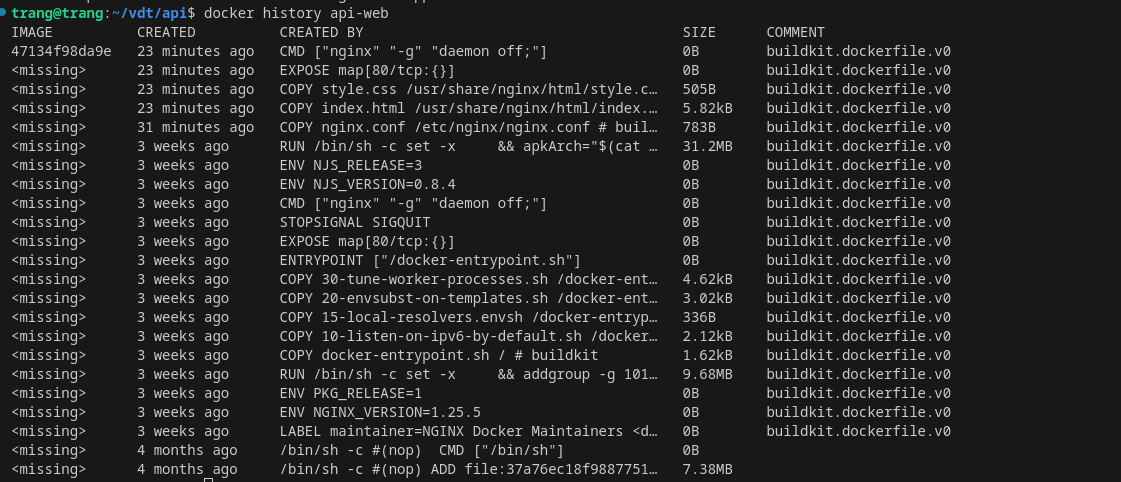 trang@trang:~/vdt/api$ docker history api-web
IMAGE CREATED CREATED BY SIZE COMMENT
47134f98da9e 23 minutes ago CMD ["nginx" "-g" "daemon off;"] 0B buildkit.dockerfile.v0
<missing> 23 minutes ago EXPOSE map[80/tcp:{}] 0B buildkit.dockerfile.v0
<missing> 23 minutes ago COPY style.css /usr/share/nginx/html/style.c… 505B buildkit.dockerfile.v0
<missing> 23 minutes ago COPY index.html /usr/share/nginx/html/index.… 5.82kB buildkit.dockerfile.v0
<missing> 31 minutes ago COPY nginx.conf /etc/nginx/nginx.conf # buil… 783B buildkit.dockerfile.v0
<missing> 3 weeks ago RUN /bin/sh -c set -x && apkArch="$(cat … 31.2MB buildkit.dockerfile.v0
<missing> 3 weeks ago ENV NJS_RELEASE=3 0B buildkit.dockerfile.v0
<missing> 3 weeks ago ENV NJS_VERSION=0.8.4 0B buildkit.dockerfile.v0
<missing> 3 weeks ago CMD ["nginx" "-g" "daemon off;"] 0B buildkit.dockerfile.v0
<missing> 3 weeks ago STOPSIGNAL SIGQUIT 0B buildkit.dockerfile.v0
<missing> 3 weeks ago EXPOSE map[80/tcp:{}] 0B buildkit.dockerfile.v0
<missing> 3 weeks ago ENTRYPOINT ["/docker-entrypoint.sh"] 0B buildkit.dockerfile.v0
<missing> 3 weeks ago COPY 30-tune-worker-processes.sh /docker-ent… 4.62kB buildkit.dockerfile.v0
<missing> 3 weeks ago COPY 20-envsubst-on-templates.sh /docker-ent… 3.02kB buildkit.dockerfile.v0
<missing> 3 weeks ago COPY 15-local-resolvers.envsh /docker-entryp… 336B buildkit.dockerfile.v0
<missing> 3 weeks ago COPY 10-listen-on-ipv6-by-default.sh /docker… 2.12kB buildkit.dockerfile.v0
<missing> 3 weeks ago COPY docker-entrypoint.sh / # buildkit 1.62kB buildkit.dockerfile.v0
<missing> 3 weeks ago RUN /bin/sh -c set -x && addgroup -g 101… 9.68MB buildkit.dockerfile.v0
<missing> 3 weeks ago ENV PKG_RELEASE=1 0B buildkit.dockerfile.v0
<missing> 3 weeks ago ENV NGINX_VERSION=1.25.5 0B buildkit.dockerfile.v0
<missing> 3 weeks ago LABEL maintainer=NGINX Docker Maintainers <d… 0B buildkit.dockerfile.v0
<missing> 4 months ago /bin/sh -c #(nop) CMD ["/bin/sh"] 0B
<missing> 4 months ago /bin/sh -c #(nop) ADD file:37a76ec18f9887751… 7.38MB